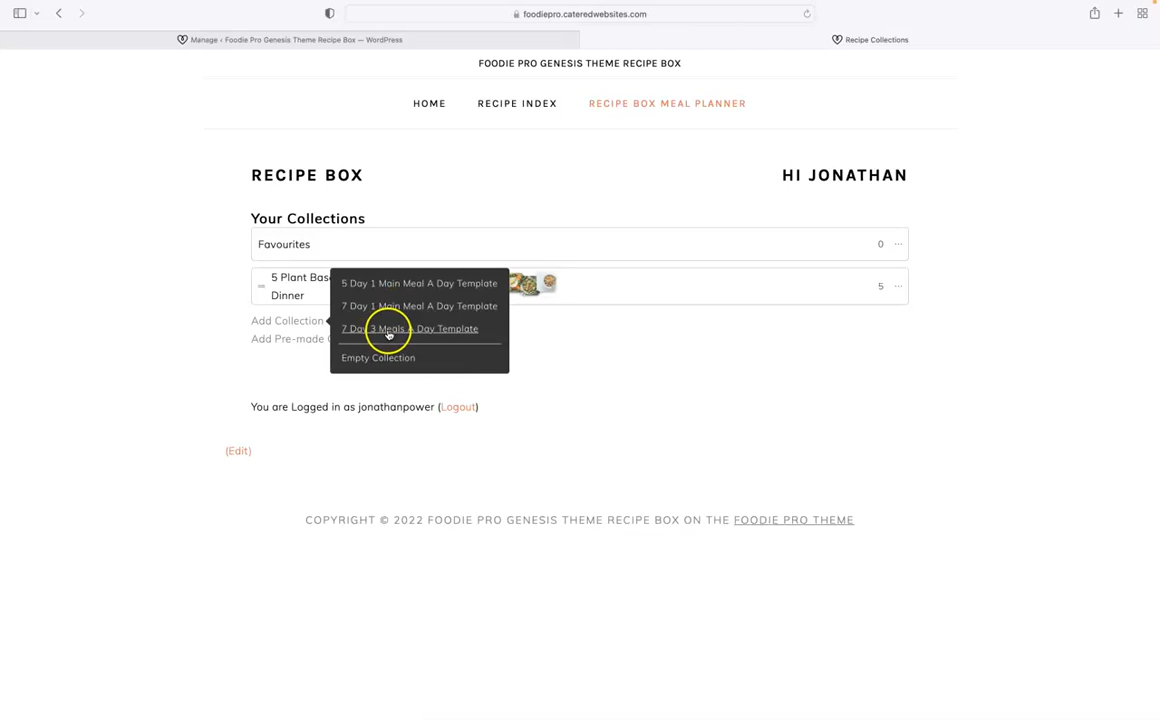 foodiepro.cateredwebsites.com
Manage ‹ Foodie Pro Genesis Theme Recipe Box — WordPress
Recipe Collections
FOODIE PRO GENESIS THEME RECIPE BOX
HOME RECIPE INDEX RECIPE BOX MEAL PLANNER
RECIPE BOX HI JONATHAN
Your Collections
Favourites 0 ...
5 Plant Bas
Dinner
5 ...
5 Day 1 Main Meal A Day Template
7 Day 1 Main Meal A Day Template
7 Day 3 Meals A Day Template
Empty Collection
Add Collection
Add Pre-made
You are Logged in as jonathanpower (Logout)
(Edit)
COPYRIGHT © 2022 FOODIE PRO GENESIS THEME RECIPE BOX ON THE FOODIE PRO THEME